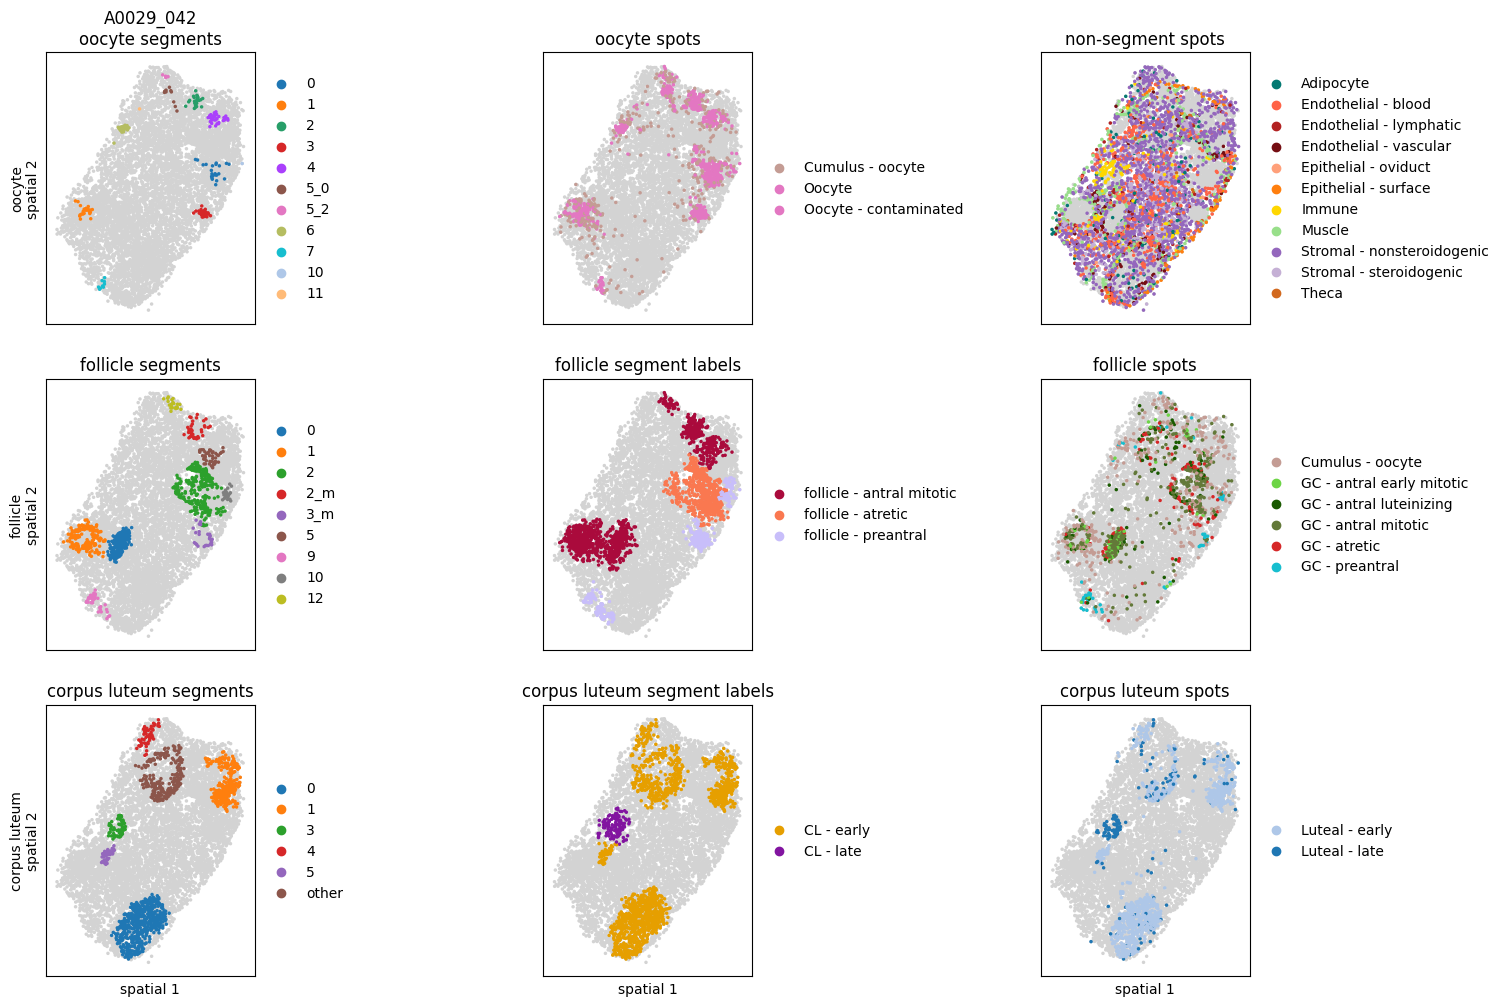 A0029_042
oocyte segments
oocyte
spatial 2
0
1
2
3
4
5_0
5_2
6
7
10
11
oocyte spots
Cumulus - oocyte
Oocyte
Oocyte - contaminated
non-segment spots
Adipocyte
Endothelial - blood
Endothelial - lymphatic
Endothelial - vascular
Epithelial - oviduct
Epithelial - surface
Immune
Muscle
Stromal - nonsteroidogenic
Stromal - steroidogenic
Theca
follicle segments
follicle
spatial 2
0
1
2
2_m
3_m
5
9
10
12
follicle segment labels
follicle - antral mitotic
follicle - atretic
follicle - preantral
follicle spots
Cumulus - oocyte
GC - antral early mitotic
GC - antral luteinizing
GC - antral mitotic
GC - atretic
GC - preantral
corpus luteum segments
corpus luteum
spatial 2
spatial 1
0
1
3
4
5
other
corpus luteum segment labels
spatial 1
CL - early
CL - late
corpus luteum spots
spatial 1
Luteal - early
Luteal - late